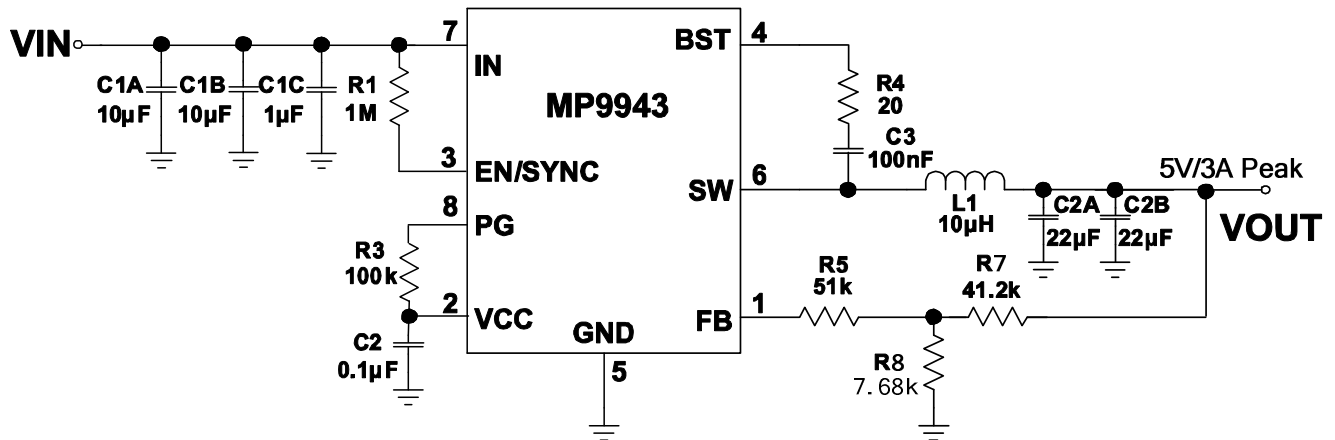 VIN
C1A
10µF
C1B
10µF
C1C
1µF
R1
1M
7
IN
3
EN/SYNC
8
PG
R3
100k
2
VCC
C2
0.1µF
MP9943
GND
5
BST
4
R4
20
C3
100nF
SW
6
L1
10µH
C2A
22µF
C2B
22µF
5V/3A Peak
VOUT
FB
1
R5
51k
R7
41.2k
R8
7.68k